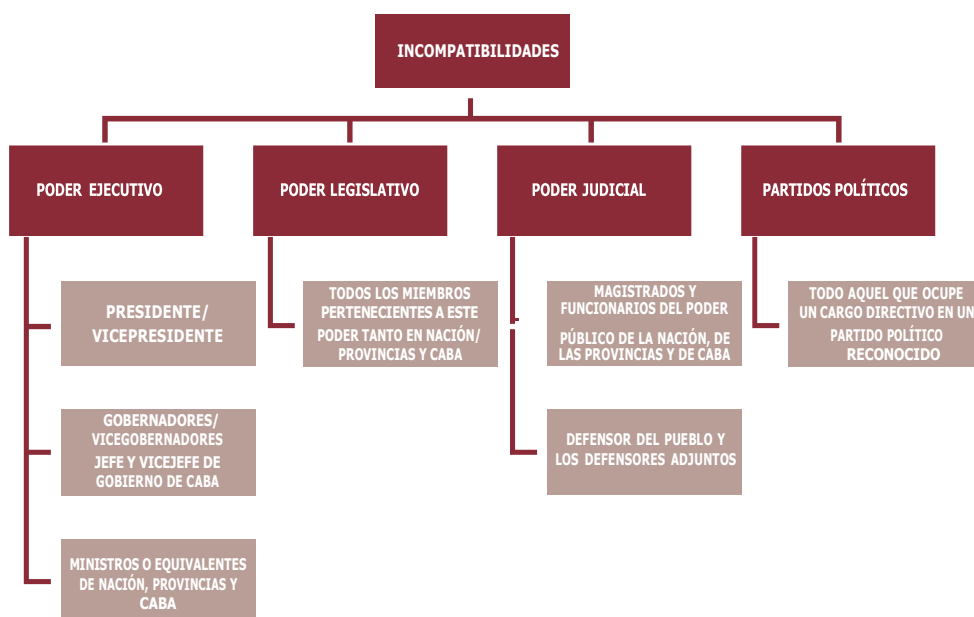 INCOMPATIBILIDADES
PODER EJECUTIVO
PODER LEGISLATIVO
PODER JUDICIAL
PARTIDOS POLÍTICOS
PRESIDENTE/
VICEPRESIDENTE
GOBERNADORES/
VICEGOBERNADORES
JEFE Y VICEJEFE DE
GOBIERNO DE CABA
MINISTROS O EQUIVALENTES
DE NACIÓN, PROVINCIAS Y
CABA
TODOS LOS MIEMBROS
PERTENECIENTES A ESTE
PODER TANTO EN NACIÓN/
PROVINCIAS Y CABA
MAGISTRADOS Y
FUNCIONARIOS DEL PODER
PÚBLICO DE LA NACIÓN, DE
LAS PROVINCIAS Y DE CABA
DEFENSOR DEL PUEBLO Y
LOS DEFENSORES ADJUNTOS
TODO AQUEL QUE OCUPE
UN CARGO DIRECTIVO EN UN
PARTIDO POLÍTICO
RECONOCIDO